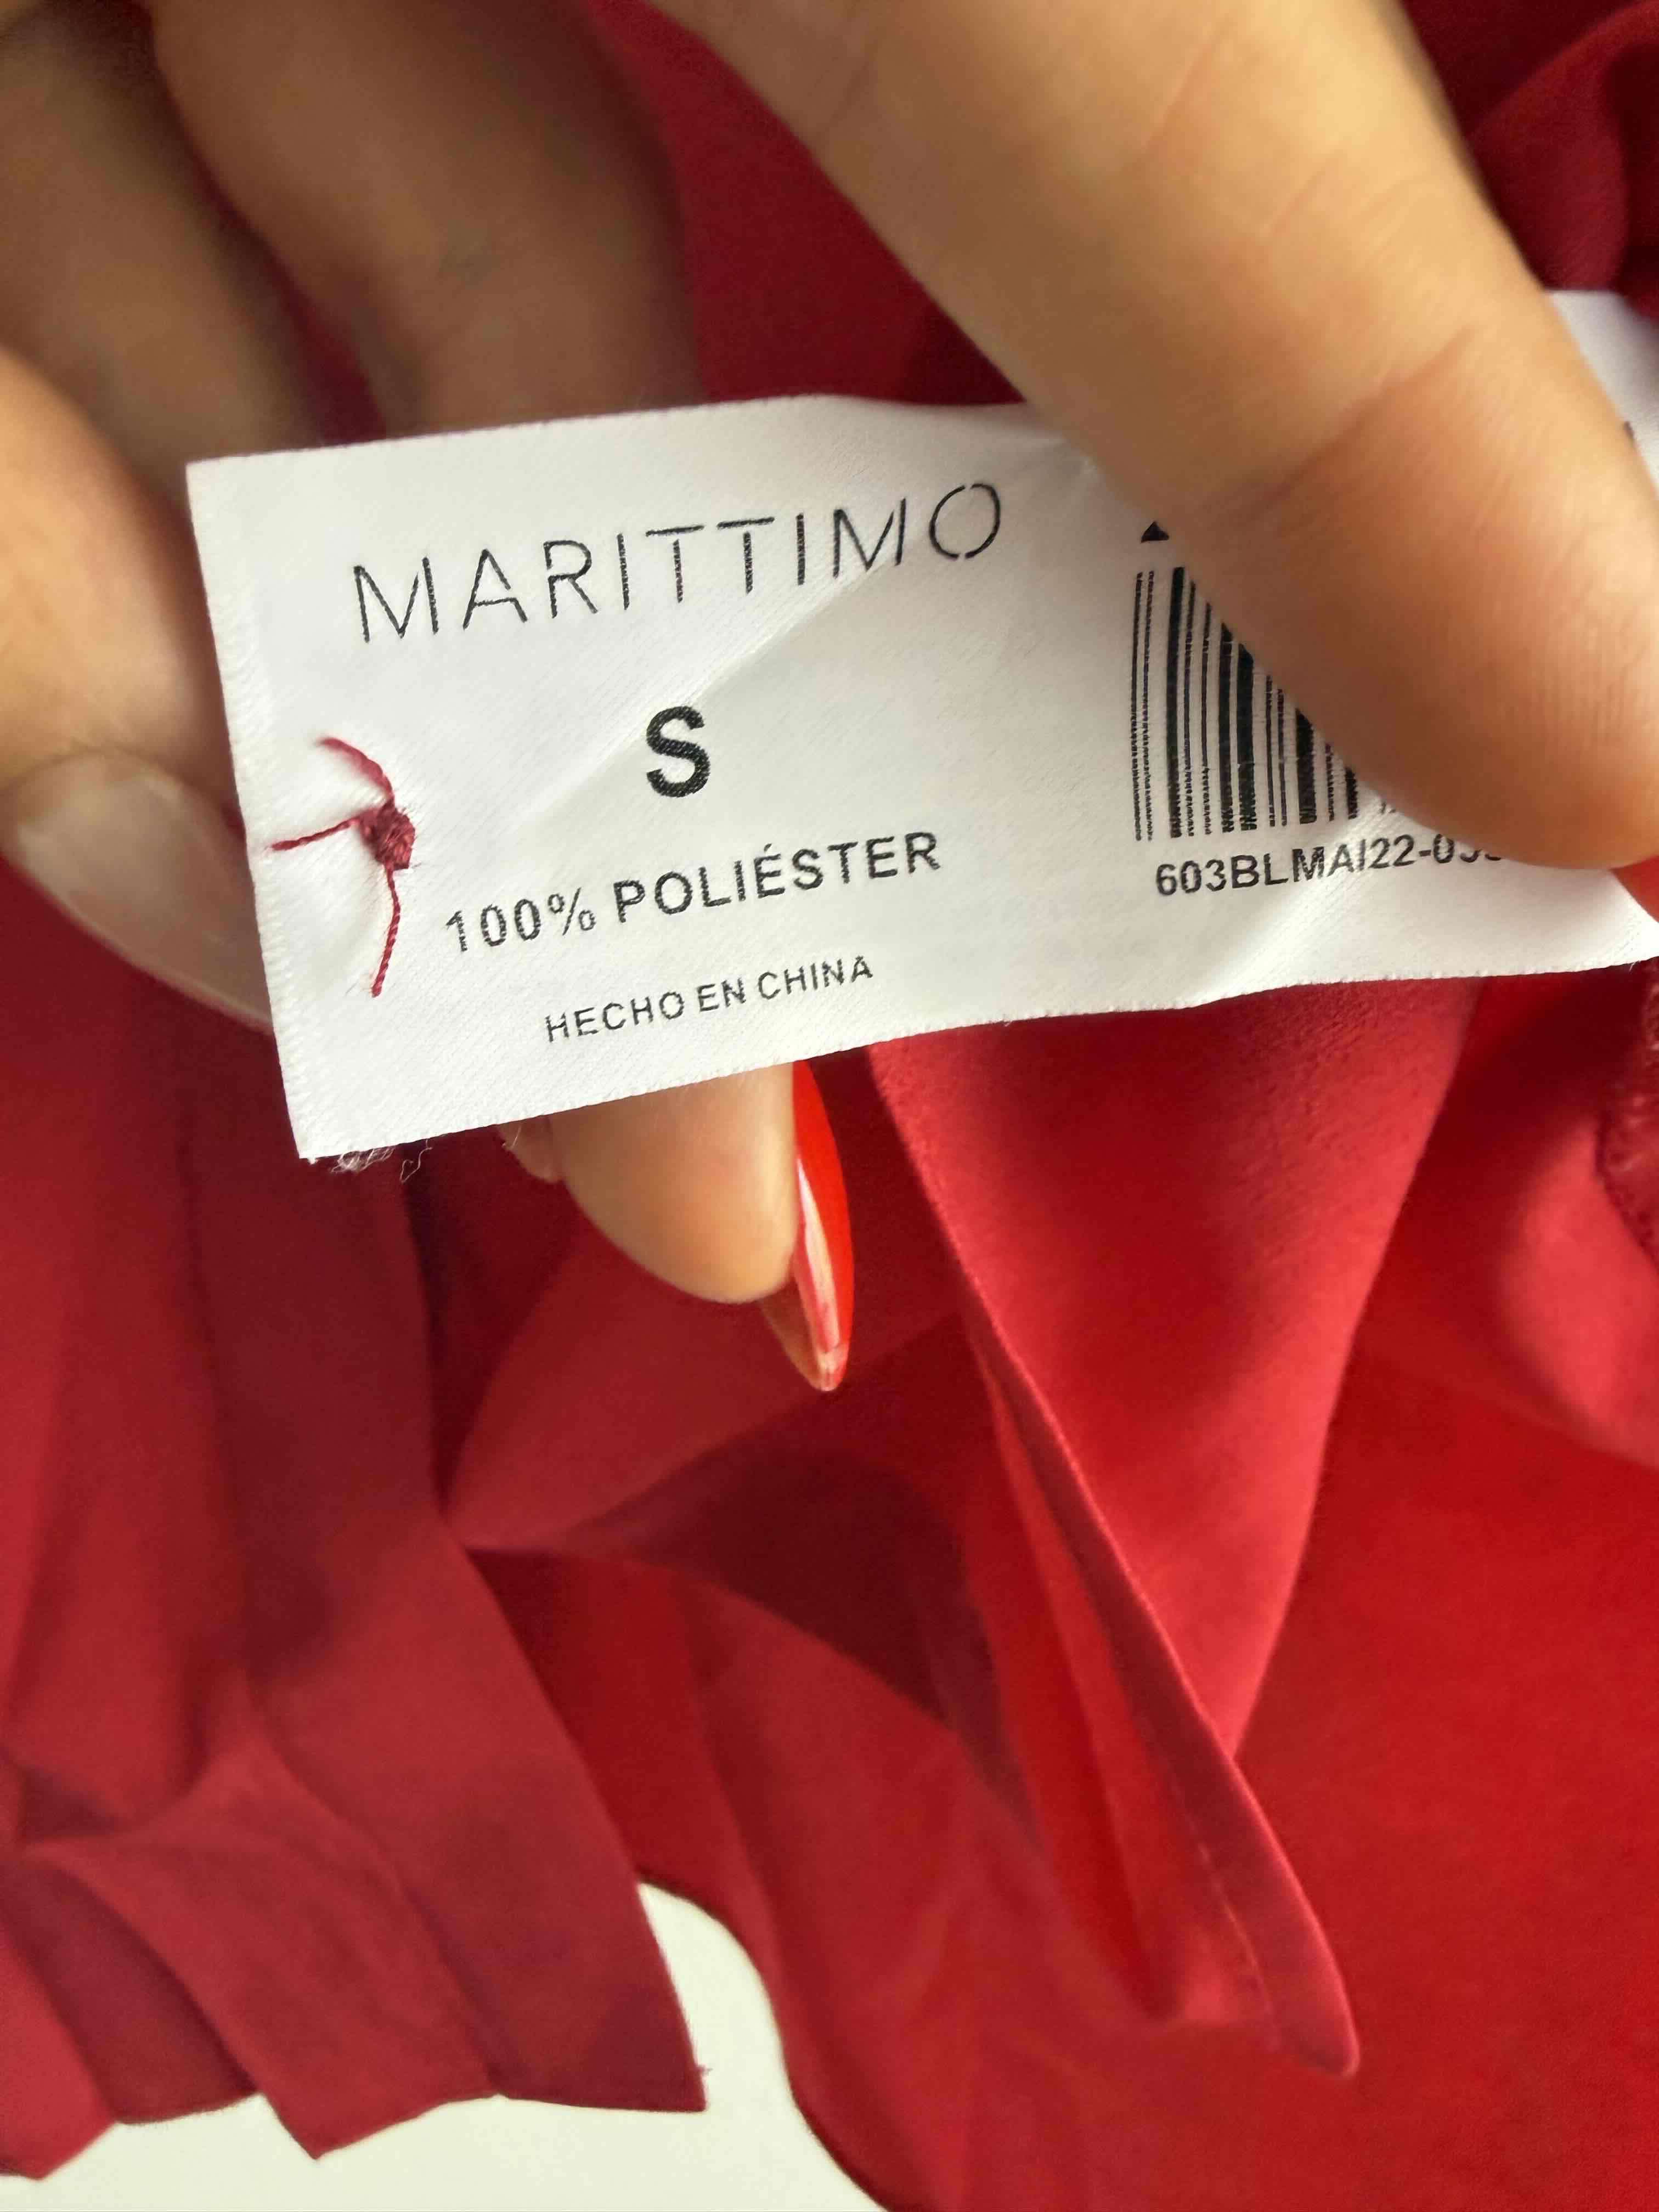 MARITTIMO
S
100% POLIÉSTER
HECHO EN CHINA